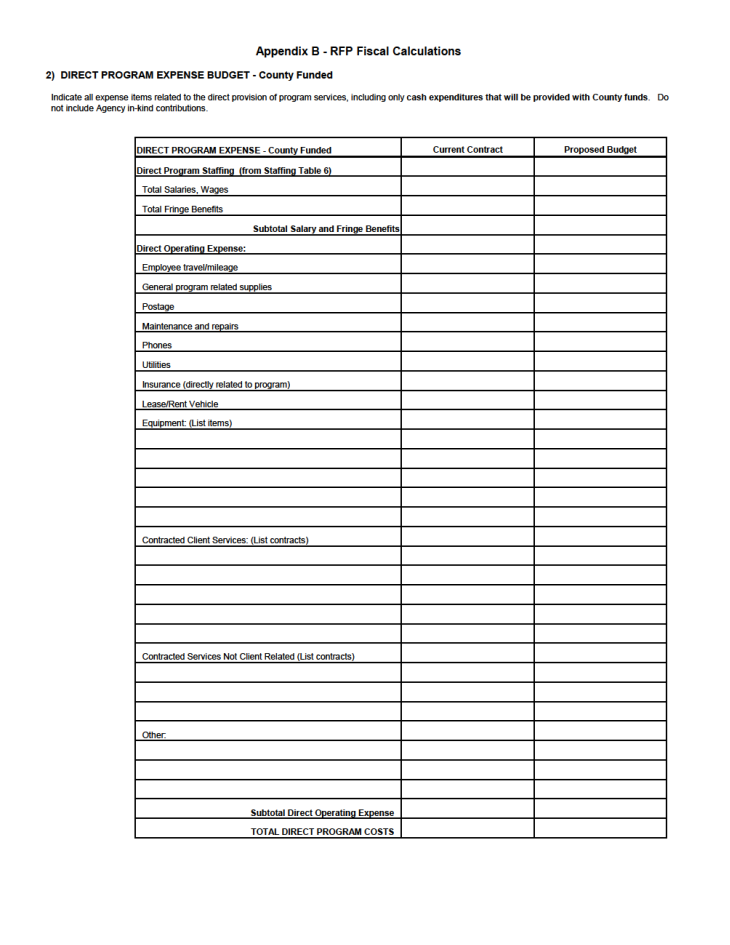 Appendix B - RFP Fiscal Calculations
2) DIRECT PROGRAM EXPENSE BUDGET - County Funded
Indicate all expense items related to the direct provision of program services, including only cash expenditures that will be provided with County funds. Do
not include Agency in-kind contributions.
DIRECT PROGRAM EXPENSE - County Funded Current Contract Proposed Budget
Direct Program Staffing (from Staffing Table 6)
Total Salaries, Wages
Total Fringe Benefits
Subtotal Salary and Fringe Benefits
Direct Operating Expense:
Employee travel/mileage
General program related supplies
Postage
Maintenance and repairs
Phones
Utilities
Insurance (directly related to program)
Lease/Rent Vehicle
Equipment: (List items)
Contracted Client Services: (List contracts)
Contracted Services Not Client Related (List contracts)
Other:
Subtotal Direct Operating Expense
TOTAL DIRECT PROGRAM COSTS